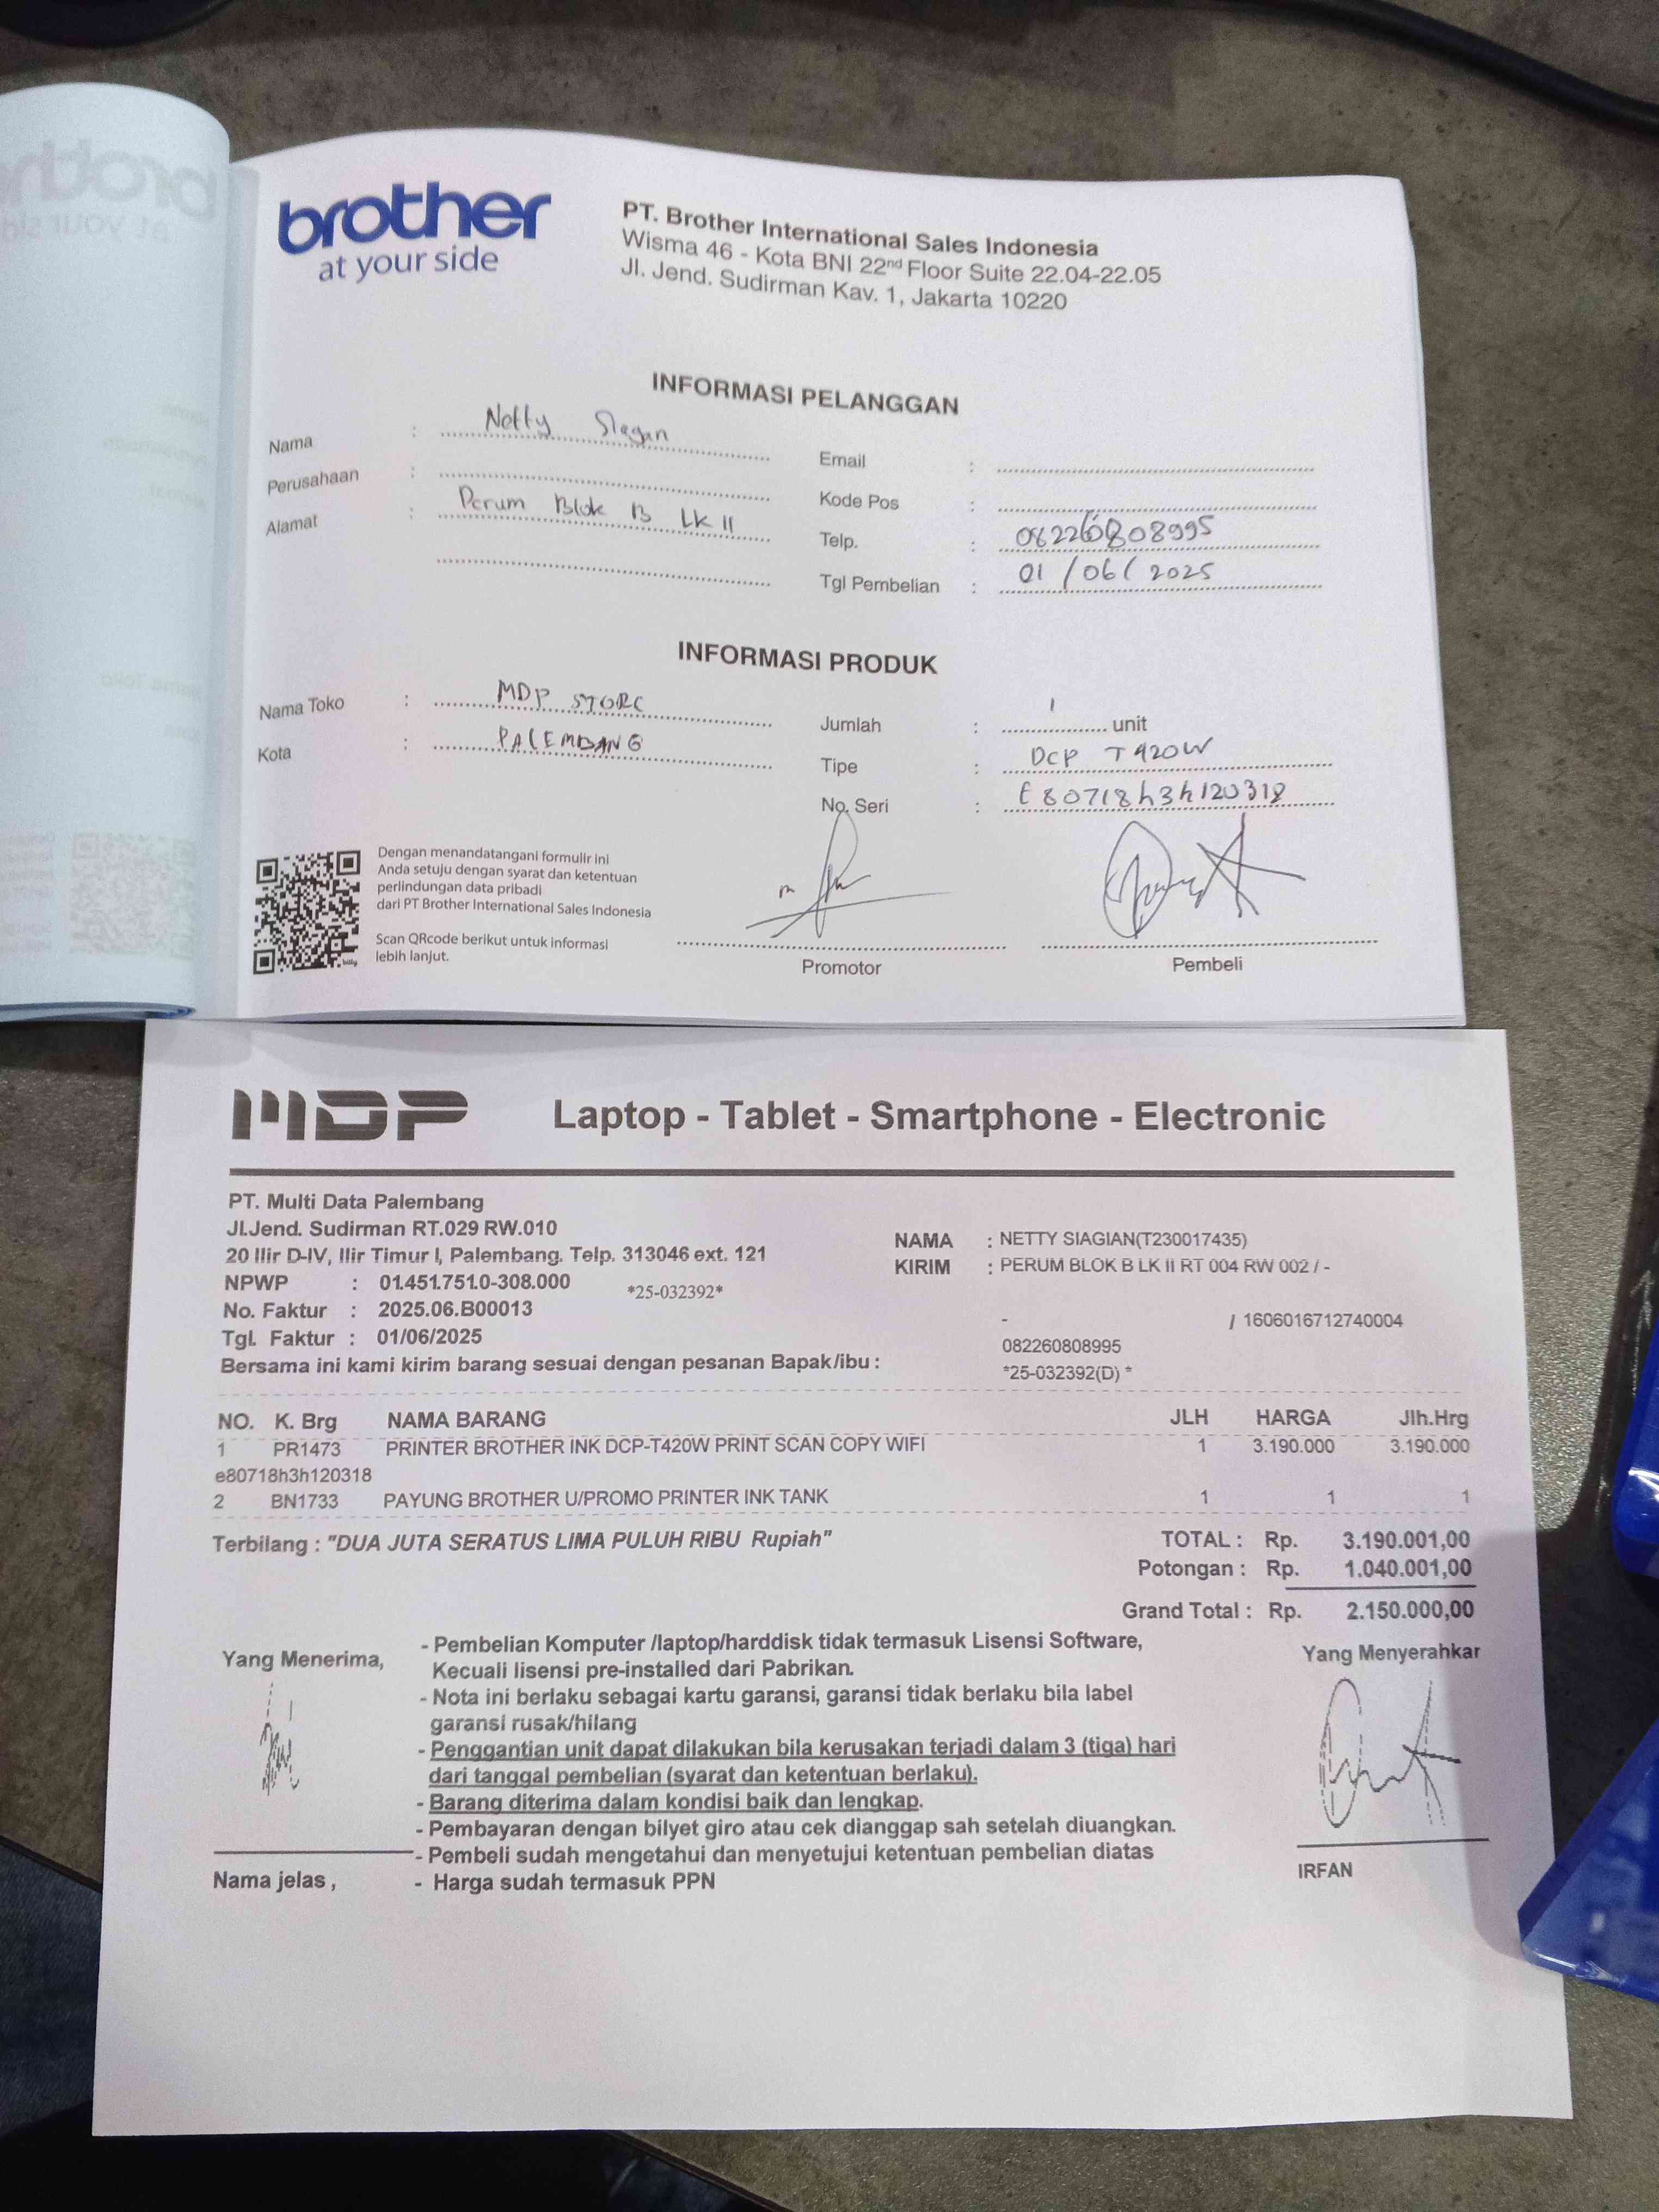 brother
at your side
PT. Brother International Sales Indonesia
Wisma 46 - Kota BNI 22nd Floor Suite 22.04-22.05
Jl. Jend. Sudirman Kav. 1, Jakarta 10220
INFORMASI PELANGGAN
Nama : Netty Siagan
Perusahaan :
Alamat : Perum Blok B LK II
Email :
Kode Pos :
Telp. : 082260808995
Tgl Pembelian : 01/06/2025
INFORMASI PRODUK
Nama Toko : MDP STORE
Kota : PALEMBANG
Jumlah : 1 unit
Tipe : DCP T420W
No. Seri : E80718h3h120318
Dengan menandatangani formulir ini
Anda setuju dengan syarat dan ketentuan
perlindungan data pribadi
dari PT Brother International Sales Indonesia
Scan QRcode berikut untuk informasi
lebih lanjut.
Promotor
Pembeli
MDP Laptop - Tablet - Smartphone - Electronic
PT. Multi Data Palembang
Jl.Jend. Sudirman RT.029 RW.010
20 Ilir D-IV, Ilir Timur I, Palembang. Telp. 313046 ext. 121
NPWP : 01.451.751.0-308.000
*25-032392*
No. Faktur : 2025.06.B00013
Tgl. Faktur : 01/06/2025
Bersama ini kami kirim barang sesuai dengan pesanan Bapak/ibu :
NAMA : NETTY SIAGIAN(T230017435)
KIRIM : PERUM BLOK B LK II RT 004 RW 002 / -
- / 1606016712740004
082260808995
*25-032392(D) *
NO. K. Brg NAMA BARANG JLH HARGA Jlh.Hrg
1 PR1473 PRINTER BROTHER INK DCP-T420W PRINT SCAN COPY WIFI 1 3.190.000 3.190.000
e80718h3h120318
2 BN1733 PAYUNG BROTHER U/PROMO PRINTER INK TANK 1 1 1
Terbilang : "DUA JUTA SERATUS LIMA PULUH RIBU Rupiah"
TOTAL : Rp. 3.190.001,00
Potongan : Rp. 1.040.001,00
Grand Total : Rp. 2.150.000,00
Yang Menerima,
- Pembelian Komputer /laptop/harddisk tidak termasuk Lisensi Software,
Kecuali lisensi pre-installed dari Pabrikan.
- Nota ini berlaku sebagai kartu garansi, garansi tidak berlaku bila label
garansi rusak/hilang
- Penggantian unit dapat dilakukan bila kerusakan terjadi dalam 3 (tiga) hari
dari tanggal pembelian (syarat dan ketentuan berlaku).
- Barang diterima dalam kondisi baik dan lengkap.
- Pembayaran dengan bilyet giro atau cek dianggap sah setelah diuangkan.
- Pembeli sudah mengetahui dan menyetujui ketentuan pembelian diatas
- Harga sudah termasuk PPN
Nama jelas ,
Yang Menyerahkar
IRFAN